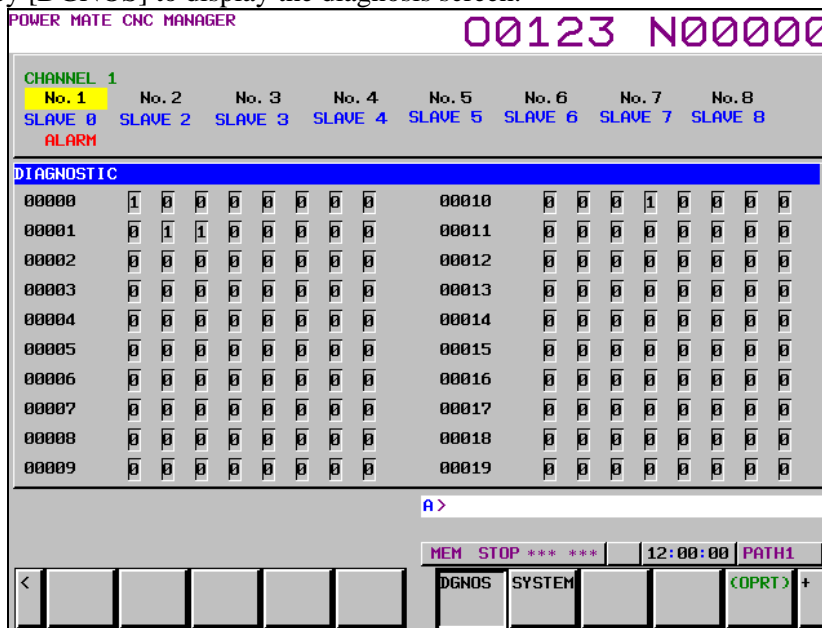 y [DGNOS] to display the diagnosis screen.
POWER MATE CNC MANAGER O0123 N00000
CHANNEL 1
No. 1 No. 2 No. 3 No. 4 No. 5 No. 6 No. 7 No. 8
SLAVE 0 SLAVE 2 SLAVE 3 SLAVE 4 SLAVE 5 SLAVE 6 SLAVE 7 SLAVE 8
ALARM
DIAGNOSTIC
00000 1 0 0 0 0 0 0 0 00010 0 0 0 1 0 0 0 0
00001 0 1 1 0 0 0 0 0 00011 0 0 0 0 0 0 0 0
00002 0 0 0 0 0 0 0 0 00012 0 0 0 0 0 0 0 0
00003 0 0 0 0 0 0 0 0 00013 0 0 0 0 0 0 0 0
00004 0 0 0 0 0 0 0 0 00014 0 0 0 0 0 0 0 0
00005 0 0 0 0 0 0 0 0 00015 0 0 0 0 0 0 0 0
00006 0 0 0 0 0 0 0 0 00016 0 0 0 0 0 0 0 0
00007 0 0 0 0 0 0 0 0 00017 0 0 0 0 0 0 0 0
00008 0 0 0 0 0 0 0 0 00018 0 0 0 0 0 0 0 0
00009 0 0 0 0 0 0 0 0 00019 0 0 0 0 0 0 0 0
A>
MEM STOP *** *** 12:00:00 PATH1
< DGNOS SYSTEM (OPRT) +